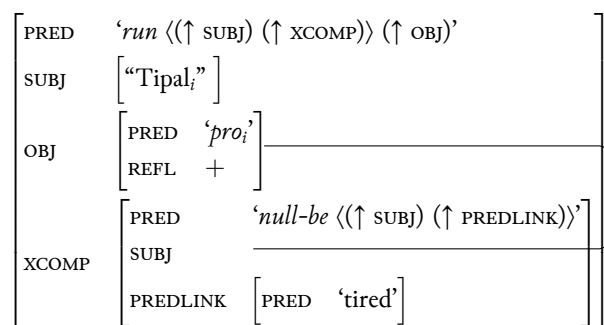 PRED ‘run ⟨(↑ SUBJ) (↑ XCOMP)⟩ (↑ OBJ)’
SUBJ [“Tipalᵢ” ]
OBJ
PRED ‘proᵢ’
REFL +
XCOMP
PRED ‘null-be ⟨(↑ SUBJ) (↑ PREDLINK)⟩’
SUBJ
PREDLINK [PRED ‘tired’]